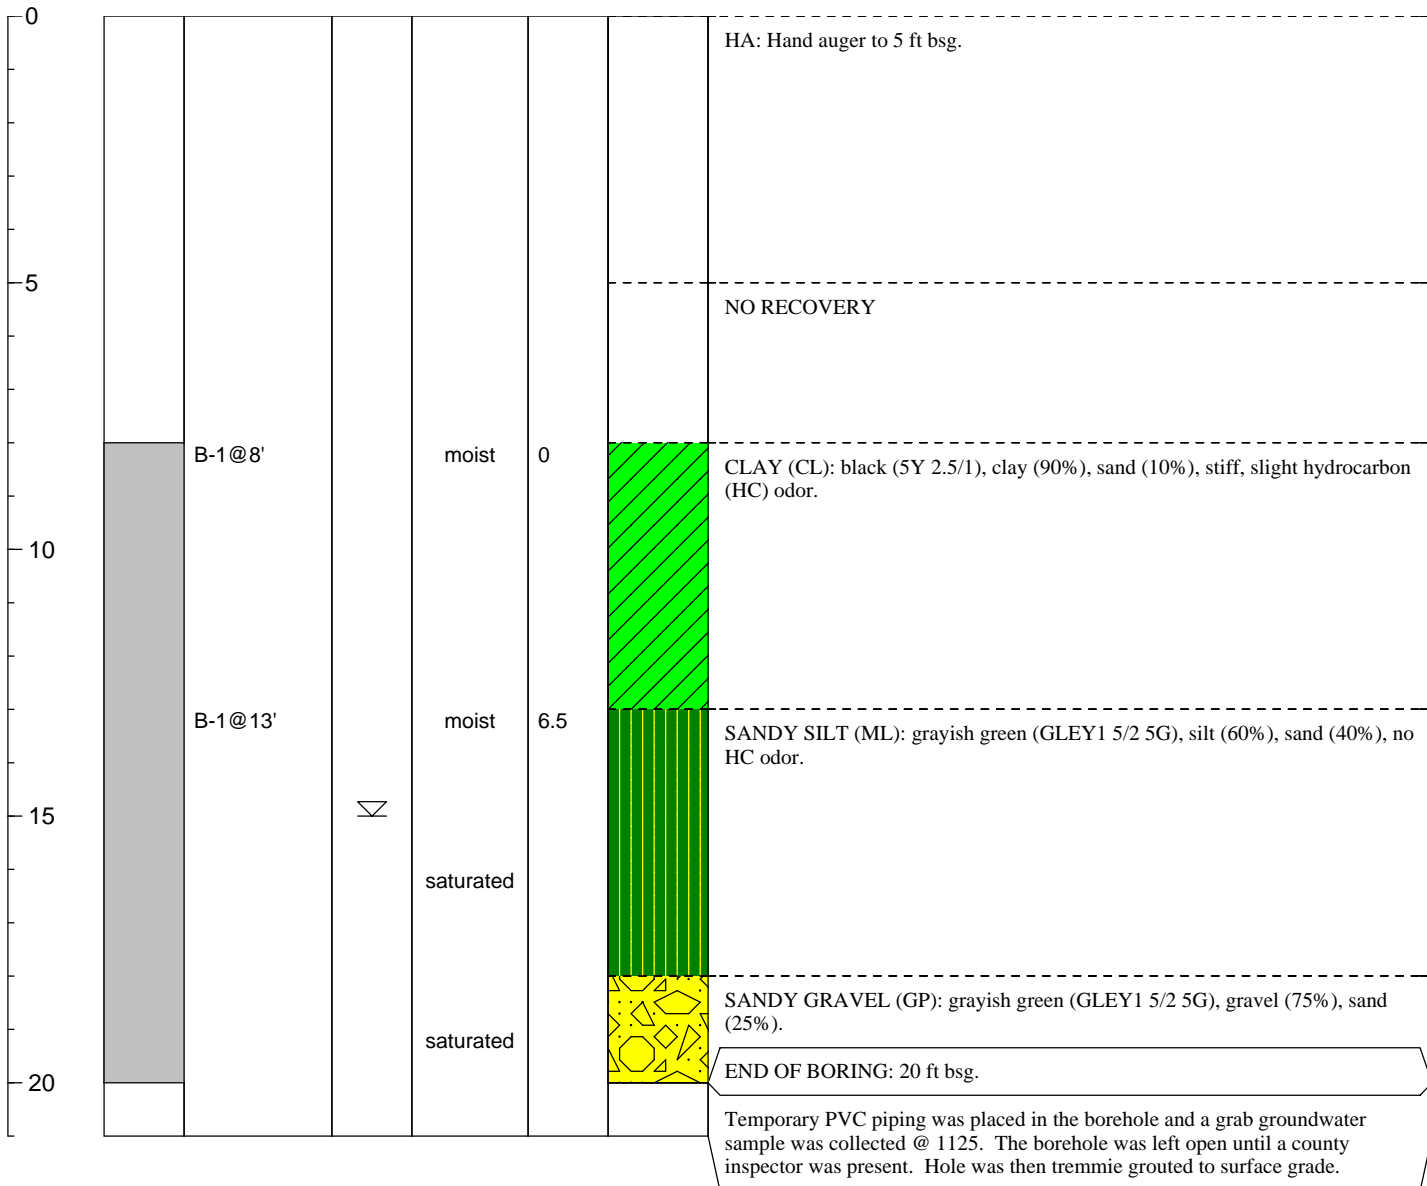 0
HA: Hand auger to 5 ft bsg.
5
NO RECOVERY
B-1@8'
moist
0
CLAY (CL): black (5Y 2.5/1), clay (90%), sand (10%), stiff, slight hydrocarbon
(HC) odor.
10
B-1@13'
moist
6.5
SANDY SILT (ML): grayish green (GLEY1 5/2 5G), silt (60%), sand (40%), no
HC odor.
15
saturated
SANDY GRAVEL (GP): grayish green (GLEY1 5/2 5G), gravel (75%), sand
(25%).
saturated
20
END OF BORING: 20 ft bsg.
Temporary PVC piping was placed in the borehole and a grab groundwater
sample was collected @ 1125.  The borehole was left open until a county
inspector was present.  Hole was then tremmie grouted to surface grade.